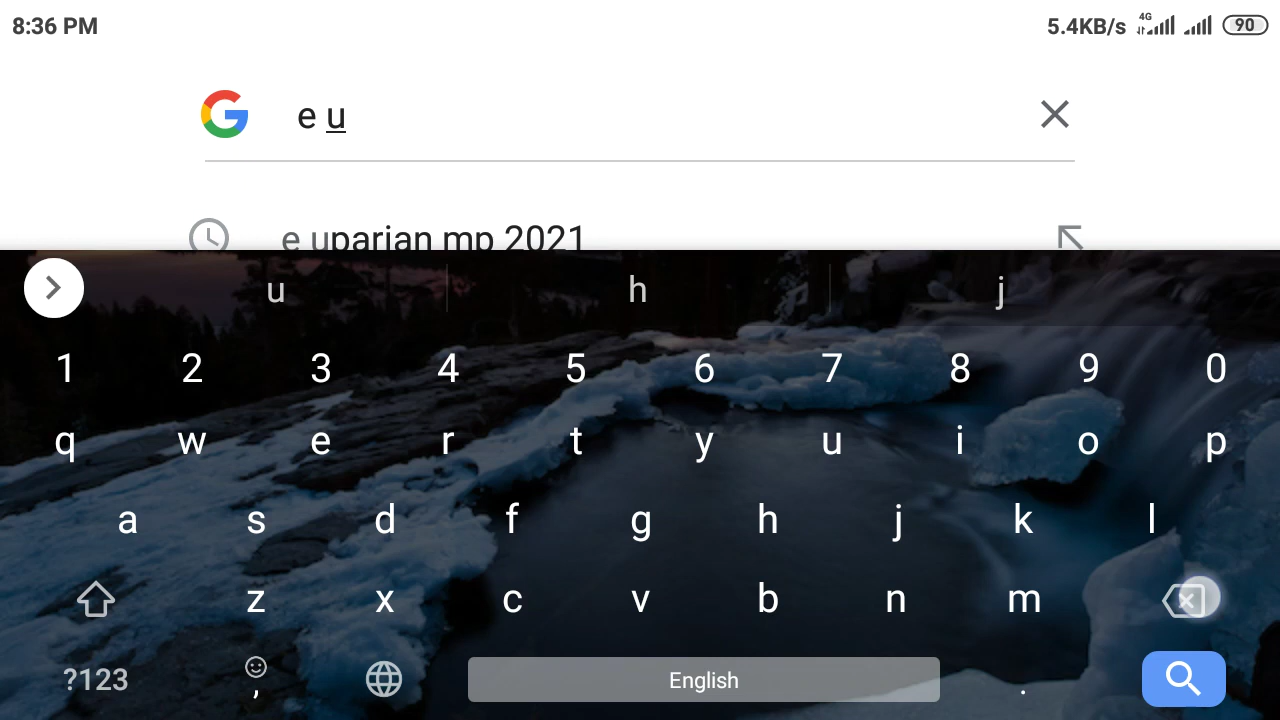 8:36 PM 5.4KB/s 4G 90
e u
e uparian mp 2021
u h j
1 2 3 4 5 6 7 8 9 0
q w e r t y u i o p
a s d f g h j k l
z x c v b n m
?123 , English .